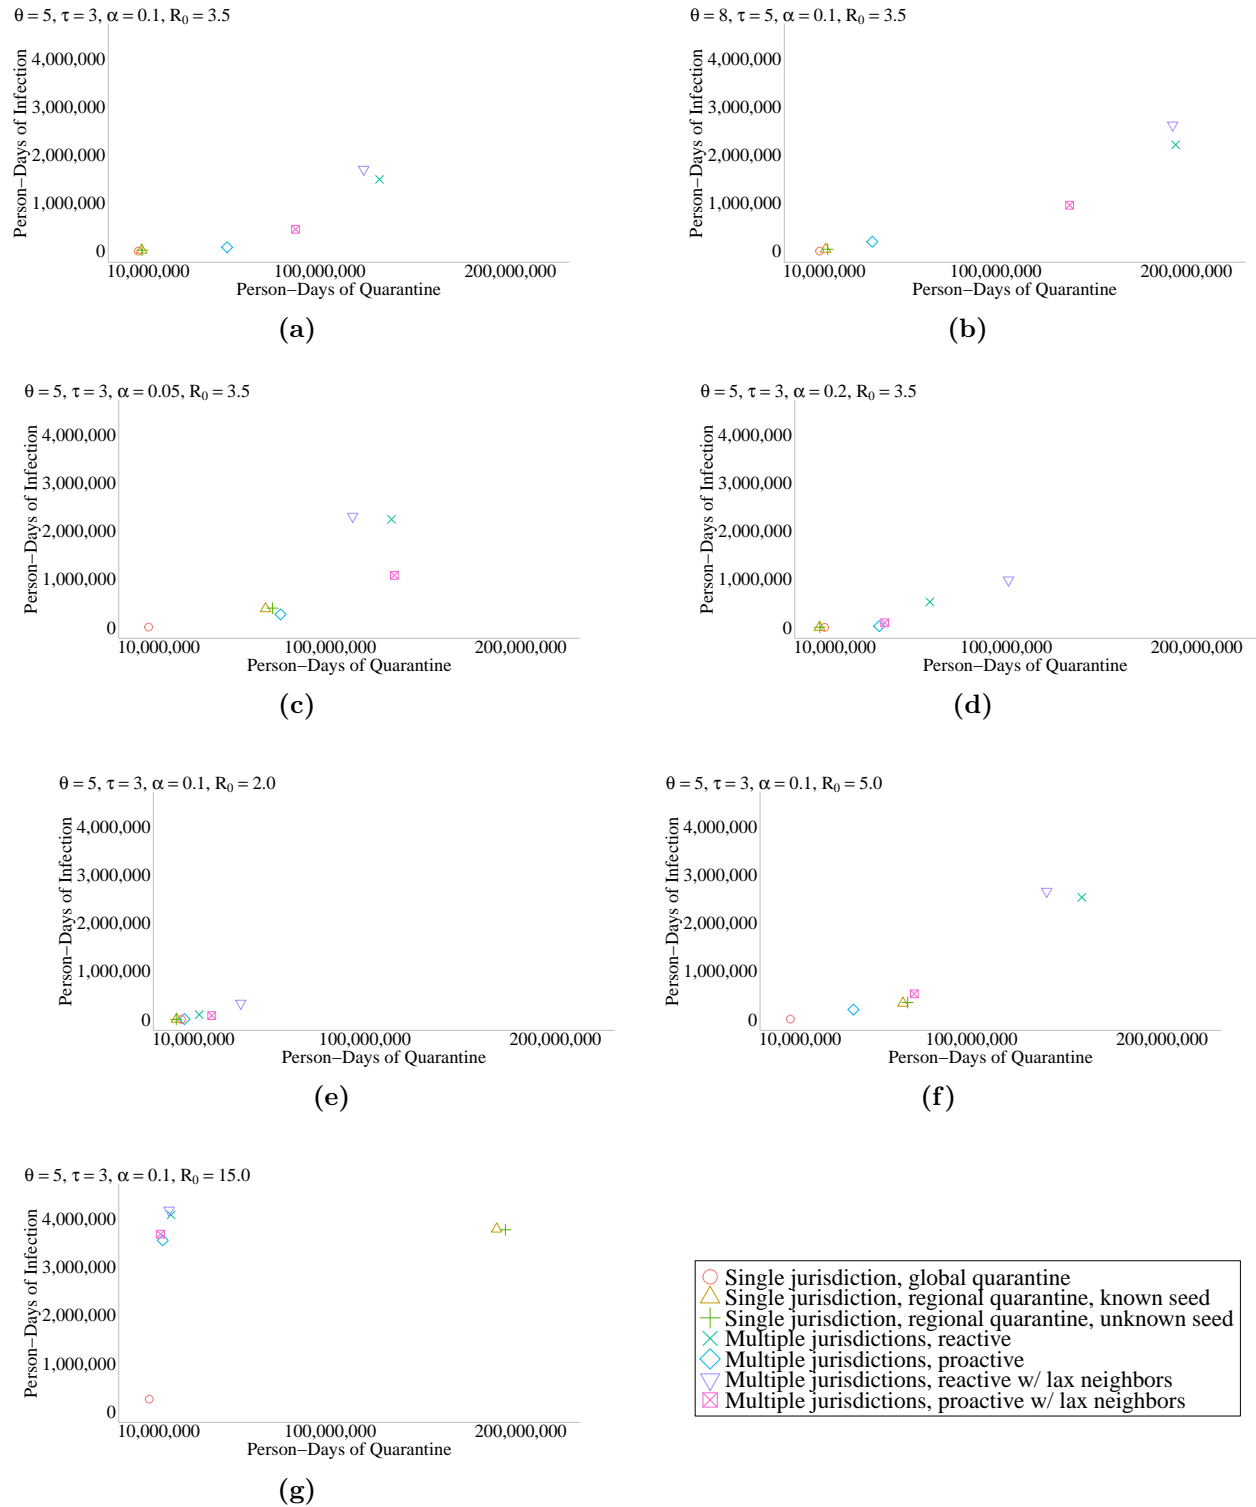 θ = 5, τ = 3, α = 0.1, R₀ = 3.5
Person−Days of Infection
4,000,000
3,000,000
2,000,000
1,000,000
0
10,000,000 100,000,000 200,000,000
Person−Days of Quarantine
(a)
θ = 8, τ = 5, α = 0.1, R₀ = 3.5
Person−Days of Infection
4,000,000
3,000,000
2,000,000
1,000,000
0
10,000,000 100,000,000 200,000,000
Person−Days of Quarantine
(b)
θ = 5, τ = 3, α = 0.05, R₀ = 3.5
Person−Days of Infection
4,000,000
3,000,000
2,000,000
1,000,000
0
10,000,000 100,000,000 200,000,000
Person−Days of Quarantine
(c)
θ = 5, τ = 3, α = 0.2, R₀ = 3.5
Person−Days of Infection
4,000,000
3,000,000
2,000,000
1,000,000
0
10,000,000 100,000,000 200,000,000
Person−Days of Quarantine
(d)
θ = 5, τ = 3, α = 0.1, R₀ = 2.0
Person−Days of Infection
4,000,000
3,000,000
2,000,000
1,000,000
0
10,000,000 100,000,000 200,000,000
Person−Days of Quarantine
(e)
θ = 5, τ = 3, α = 0.1, R₀ = 5.0
Person−Days of Infection
4,000,000
3,000,000
2,000,000
1,000,000
0
10,000,000 100,000,000 200,000,000
Person−Days of Quarantine
(f)
θ = 5, τ = 3, α = 0.1, R₀ = 15.0
Person−Days of Infection
4,000,000
3,000,000
2,000,000
1,000,000
0
10,000,000 100,000,000 200,000,000
Person−Days of Quarantine
(g)
Single jurisdiction, global quarantine
Single jurisdiction, regional quarantine, known seed
Single jurisdiction, regional quarantine, unknown seed
Multiple jurisdictions, reactive
Multiple jurisdictions, proactive
Multiple jurisdictions, reactive w/ lax neighbors
Multiple jurisdictions, proactive w/ lax neighbors